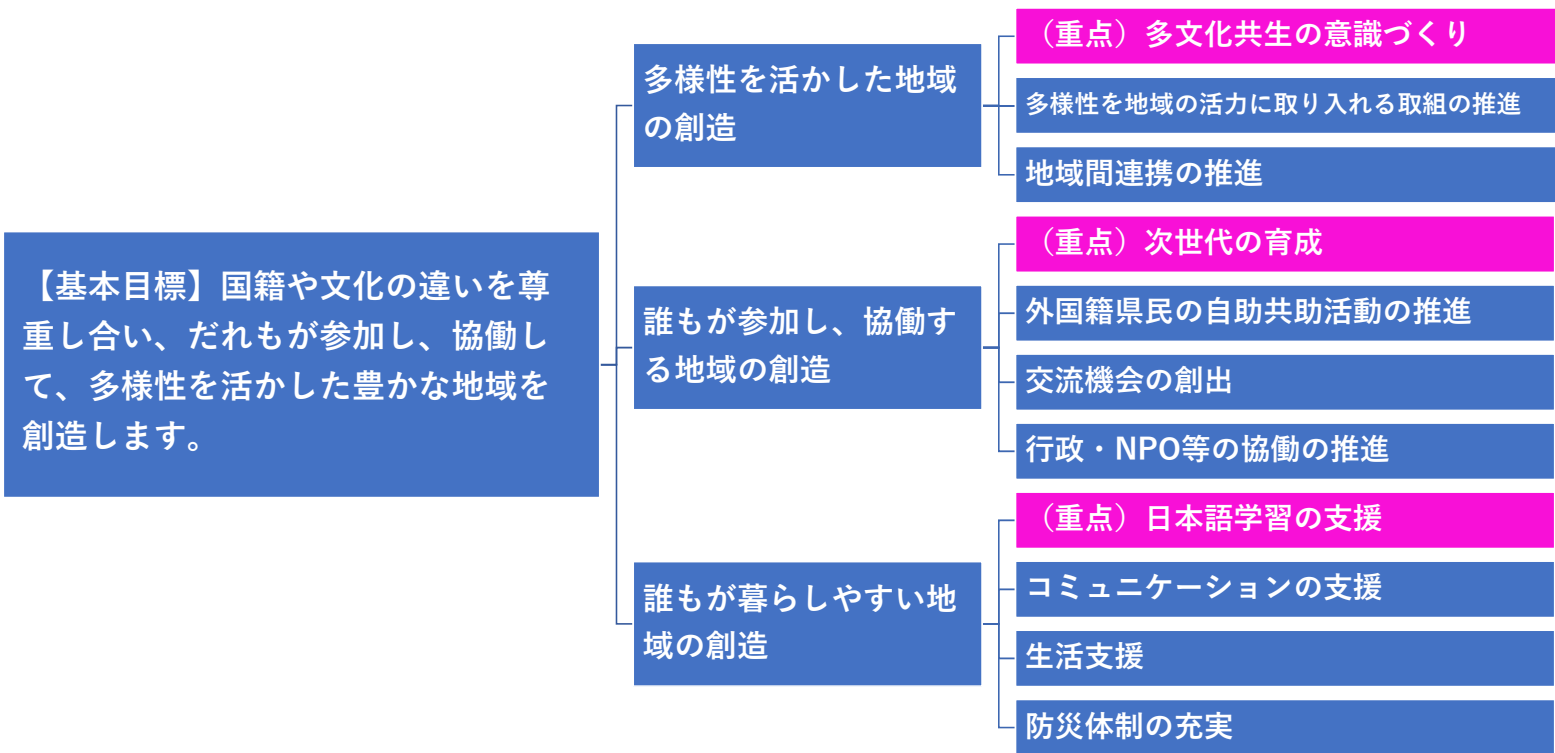 【基本目標】国籍や文化の違いを尊
重し合い、だれもが参加し、協働し
て、多様性を活かした豊かな地域を
創造します。
多様性を活かした地域
の創造
（重点）多文化共生の意識づくり
多様性を地域の活力に取り入れる取組の推進
地域間連携の推進
誰もが参加し、協働す
る地域の創造
（重点）次世代の育成
外国籍県民の自助共助活動の推進
交流機会の創出
行政・NPO等の協働の推進
誰もが暮らしやすい地
域の創造
（重点）日本語学習の支援
コミュニケーションの支援
生活支援
防災体制の充実